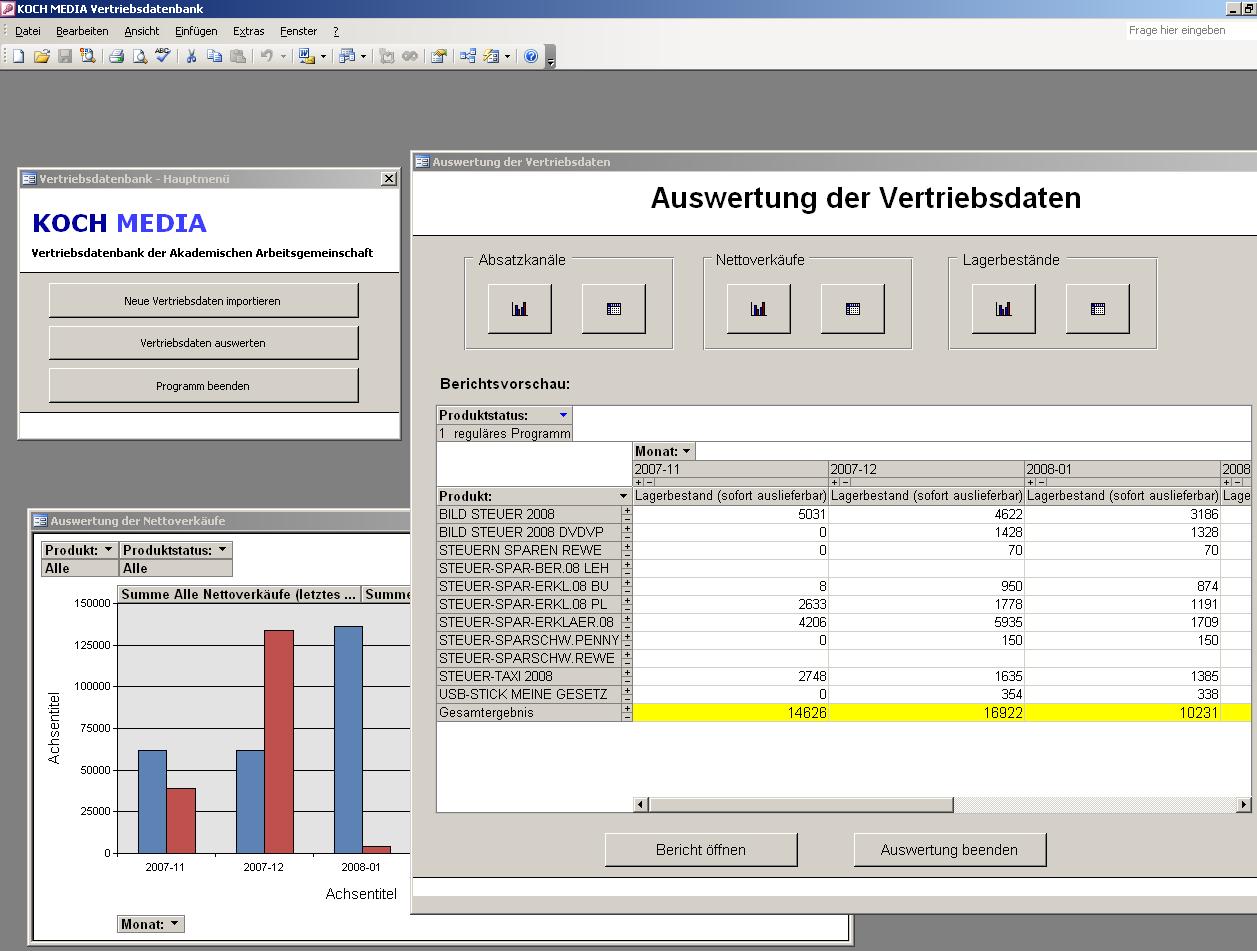 KOCH MEDIA Vertriebsdatenbank
Datei Bearbeiten Ansicht Einfügen Extras Fenster ?
Frage hier eingeben
Vertriebsdatenbank - Hauptmenü
KOCH MEDIA
Vertriebsdatenbank der Akademischen Arbeitsgemeinschaft
Neue Vertriebsdaten importieren
Vertriebsdaten auswerten
Programm beenden
Auswertung der Vertriebsdaten
Auswertung der Vertriebsdaten
Absatzkanäle Nettoverkäufe Lagerbestände
Berichtsvorschau:
Produktstatus:
1 reguläres Programm
Monat:
2007-11 2007-12 2008-01 2008
Produkt: Lagerbestand (sofort auslieferbar) Lagerbestand (sofort auslieferbar) Lagerbestand (sofort auslieferbar) Lage
BILD STEUER 2008 5031 4622 3186
BILD STEUER 2008 DVDVP 0 1428 1328
STEUERN SPAREN REWE 0 70 70
STEUER-SPAR-BER.08 LEH
STEUER-SPAR-ERKL.08 BU 8 950 874
STEUER-SPAR-ERKL.08 PL 2633 1778 1191
STEUER-SPAR-ERKLAER.08 4206 5935 1709
STEUER-SPARSCHW.PENNY 0 150 150
STEUER-SPARSCHW.REWE
STEUER-TAXI 2008 2748 1635 1385
USB-STICK MEINE GESETZ 0 354 338
Gesamtergebnis 14626 16922 10231
Bericht öffnen Auswertung beenden
Auswertung der Nettoverkäufe
Produkt: Produktstatus:
Alle Alle
Summe Alle Nettoverkäufe (letztes ... Summe
150000
125000
100000
75000
50000
25000
0
Achsentitel
2007-11 2007-12 2008-01
Achsentitel
Monat: